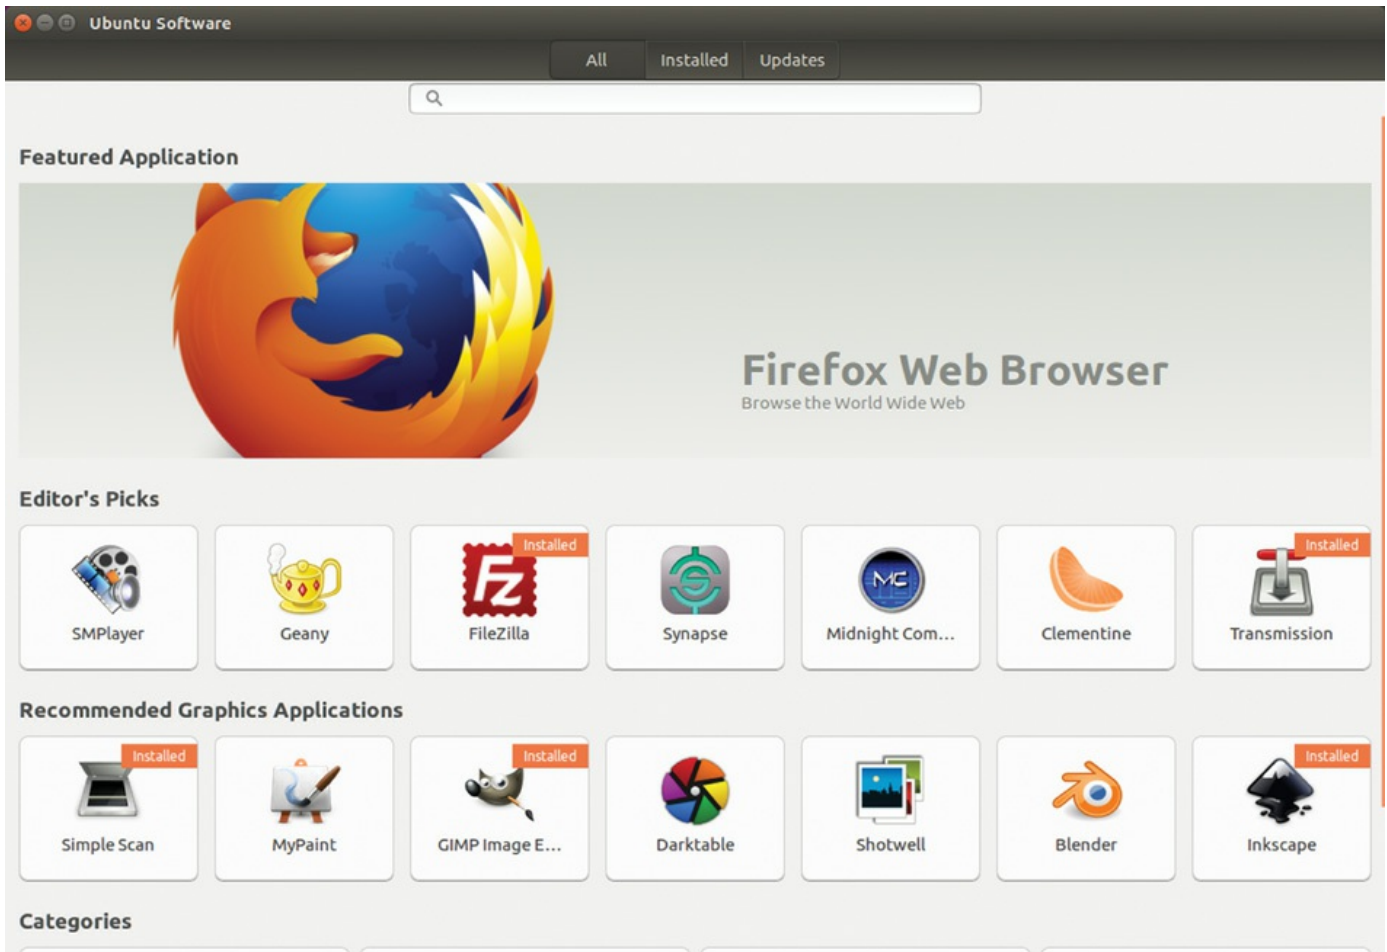 Ubuntu Software
All Installed Updates
Featured Application
Firefox Web Browser
Browse the World Wide Web
Editor's Picks
Installed Installed
Fz S MC
SMPlayer Geany FileZilla Synapse Midnight Com... Clementine Transmission
Recommended Graphics Applications
Installed Installed Installed
Simple Scan MyPaint GIMP Image E... Darktable Shotwell Blender Inkscape
Categories